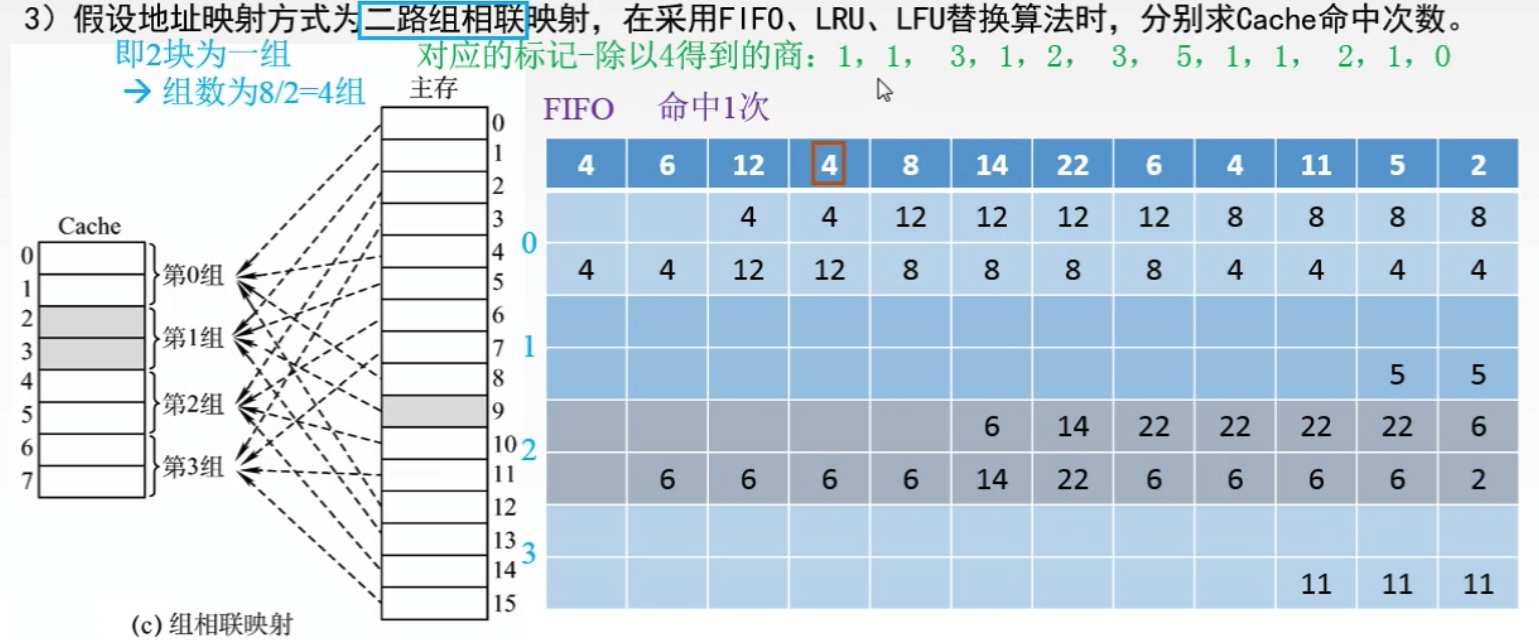 3）假设地址映射方式为二路组相联映射，在采用FIFO、LRU、LFU替换算法时，分别求Cache命中次数。
即2块为一组
对应的标记-除以4得到的商：1，1， 3，1，2， 3， 5，1，1， 2，1，0
→ 组数为8/2=4组
主存
FIFO 命中1次
Cache
0
1
2
3
4
5
6
7
第0组
第1组
第2组
第3组
0
1
2
3
4
5
6
7
8
9
10
11
12
13
14
15
(c) 组相联映射
4 6 12 4 8 14 22 6 4 11 5 2
4 4 12 12 12 12 8 8 8 8
0
4 4 12 12 8 8 8 8 4 4 4 4
1
5 5
6 14 22 22 22 22 6
2
6 6 6 6 14 22 6 6 6 6 2
3
11 11 11